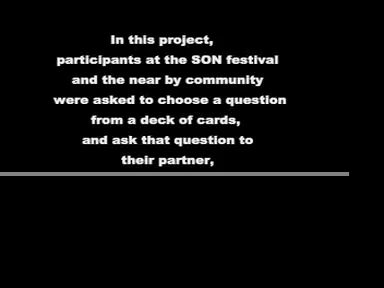 In this project,
participants at the SON festival
and the near by community
were asked to choose a question
from a deck of cards,
and ask that question to
their partner,